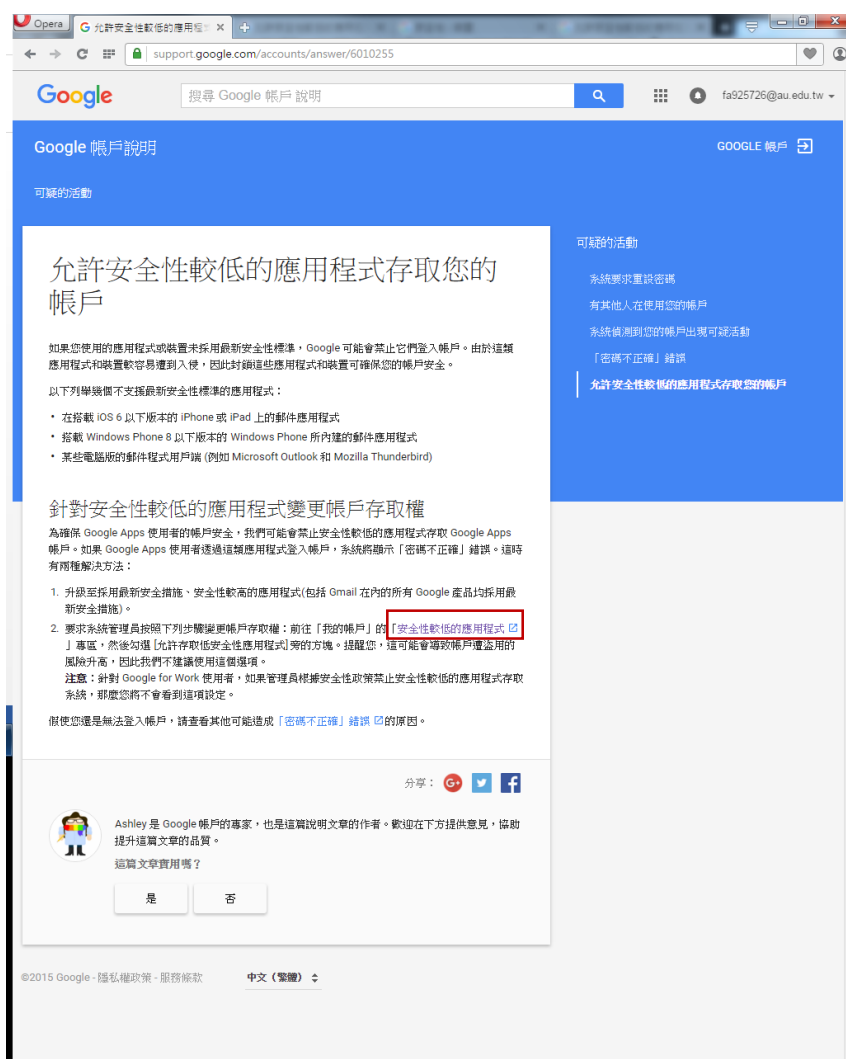 Opera
允許安全性較低的應用程
support.google.com/accounts/answer/6010255
Google
搜尋 Google 帳戶 說明
fa925726@au.edu.tw
Google 帳戶說明
GOOGLE 帳戶
可疑的活動
允許安全性較低的應用程式存取您的
帳戶
如果您使用的應用程式或裝置未採用最新安全性標準，Google 可能會禁止它們登入帳戶。由於這類
應用程式和裝置較容易遭到入侵，因此封鎖這些應用程式和裝置可確保您的帳戶安全。
以下列舉幾個不支援最新安全性標準的應用程式：
• 在搭載 iOS 6 以下版本的 iPhone 或 iPad 上的郵件應用程式
• 搭載 Windows Phone 8 以下版本的 Windows Phone 所內建的郵件應用程式
• 某些電腦版的郵件程式用戶端 (例如 Microsoft Outlook 和 Mozilla Thunderbird)
針對安全性較低的應用程式變更帳戶存取權
為確保 Google Apps 使用者的帳戶安全，我們可能會禁止安全性較低的應用程式存取 Google Apps
帳戶。如果 Google Apps 使用者透過這類應用程式登入帳戶，系統將顯示「密碼不正確」錯誤。這時
有兩種解決方法：
1. 升級至採用最新安全措施、安全性較高的應用程式(包括 Gmail 在內的所有 Google 產品均採用最
新安全措施)。
2. 要求系統管理員按照下列步驟變更帳戶存取權：前往「我的帳戶」的「安全性較低的應用程式
」專區，然後勾選 [允許存取低安全性應用程式] 旁的方塊。提醒您，這可能會導致帳戶遭盜用的
風險升高，因此我們不建議使用這個選項。
注意：針對 Google for Work 使用者，如果管理員根據安全性政策禁止安全性較低的應用程式存取
系統，那麼您將不會看到這項設定。
假使您還是無法登入帳戶，請查看其他可能造成「密碼不正確」錯誤的原因。
分享：
Ashley 是 Google 帳戶的專家，也是這篇說明文章的作者。歡迎在下方提供意見，協助
提升這篇文章的品質。
這篇文章實用嗎？
是
否
可疑的活動
系統要求重設密碼
有其他人在使用您的帳戶
系統偵測到您的帳戶出現可疑活動
「密碼不正確」錯誤
允許安全性較低的應用程式存取您的帳戶
©2015 Google - 隱私權政策 - 服務條款
中文（繁體）